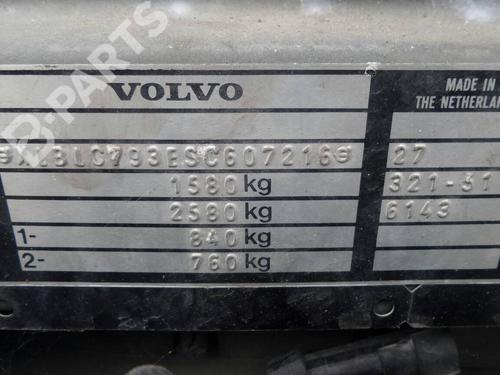 B PARTS
VOLVO
MADE IN
THE NETHERLAN
XLBLC793ESC607216
27
1580 kg
321-31
2580 kg
6143
1- 840 kg
2- 760 kg